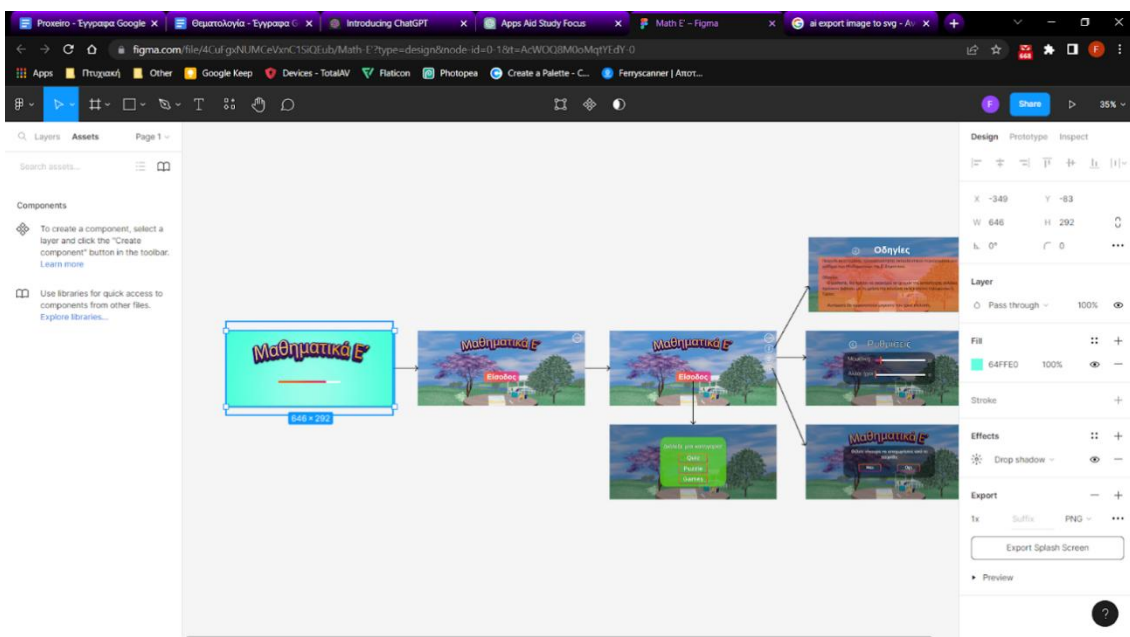 Proxeiro - Έγγραφα Google
Θεματολογία - Έγγραφα G
Introducing ChatGPT
Apps Aid Study Focus
Math E' – Figma
ai export image to svg - Αν
figma.com/file/4CuFgxNUMCeVxnC1SiQEub/Math-E'?type=design&node-id=0-1&t=AcWOQ8M0oMqtYEdY-0
668
F
Apps
Πτυχιακή
Other
Google Keep
Devices - TotalAV
Flaticon
Photopea
Create a Palette - C...
Ferryscanner | Αποτ...
F
Share
35%
Layers
Assets
Page 1
Design
Prototype
Inspect
Search assets...
X -349
Y -83
Components
W 646
H 292
To create a component, select a
layer and click the "Create
component" button in the toolbar.
Learn more
0°
0
Use libraries for quick access to
components from other files.
Explore libraries...
Layer
Pass through
100%
Fill
64FFE0
100%
Stroke
Effects
Drop shadow
Export
1x
Suffix
PNG
Export Splash Screen
Preview
?
Μαθηματικά Ε'
646 × 292
Μαθηματικά Ε'
Είσοδος
Μαθηματικά Ε'
Είσοδος
Οδηγίες
Ρυθμίσεις
Μουσική
Quiz
Puzzle
Games
Μαθηματικά Ε'
Ναι
Όχι